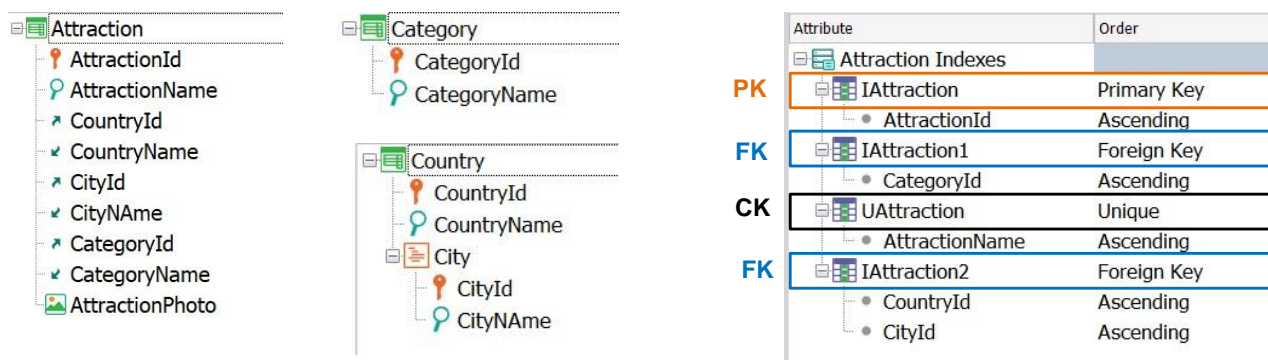 Attraction
AttractionId
AttractionName
CountryId
CountryName
CityId
CityNAme
CategoryId
CategoryName
AttractionPhoto
Category
CategoryId
CategoryName
Country
CountryId
CountryName
City
CityId
CityNAme
Attribute Order
Attraction Indexes
PK IAttraction Primary Key
AttractionId Ascending
FK IAttraction1 Foreign Key
CategoryId Ascending
CK UAttraction Unique
AttractionName Ascending
FK IAttraction2 Foreign Key
CountryId Ascending
CityId Ascending